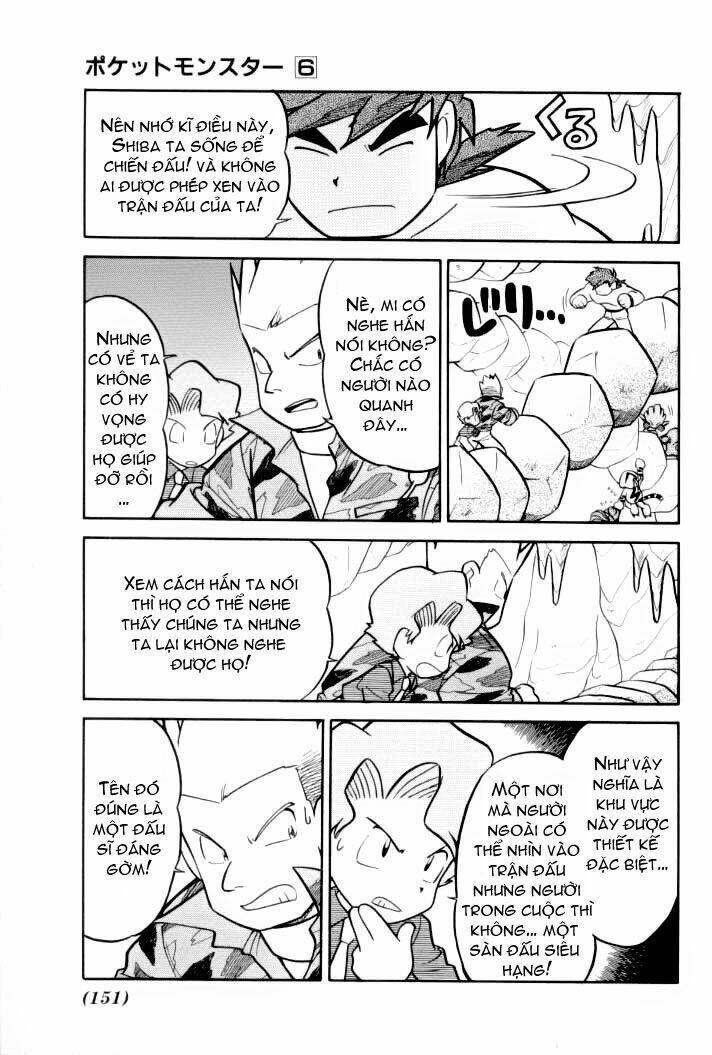 ポケットモンスター 6
NÊN NHỚ KĨ ĐIỀU NÀY,
SHIBA TA SỐNG ĐỂ
CHIẾN ĐẤU! VÀ KHÔNG
AI ĐƯỢC PHÉP XEN VÀO
TRẬN ĐẤU CỦA TA!
くるっ
NÈ, MI CÓ
NGHE HẮN
NÓI KHÔNG?
CHẮC CÓ
NGƯỜI NÀO
QUANH
ĐÂY...
NHƯNG
CÓ VẺ TA
KHÔNG
CÓ HY
VỌNG
ĐƯỢC
HỌ GIÚP
ĐỠ RỒI
...
XEM CÁCH HẮN TA NÓI
THÌ HỌ CÓ THỂ NGHE
THẤY CHÚNG TA NHƯNG
TA LẠI KHÔNG NGHE
ĐƯỢC HỌ!
NHƯ VẬY
NGHĨA LÀ
KHU VỰC
NÀY ĐƯỢC
THIẾT KẾ
ĐẶC BIỆT...
MỘT NƠI
MÀ NGƯỜI
NGOÀI CÓ
THỂ NHÌN VÀO
TRẬN ĐẤU
NHƯNG NGƯỜI
TRONG CUỘC THÌ
KHÔNG... MỘT
SÀN ĐẤU SIÊU
HẠNG!
TÊN ĐÓ
ĐÚNG LÀ
MỘT ĐẤU
SĨ ĐÁNG
GỜM!
(151)